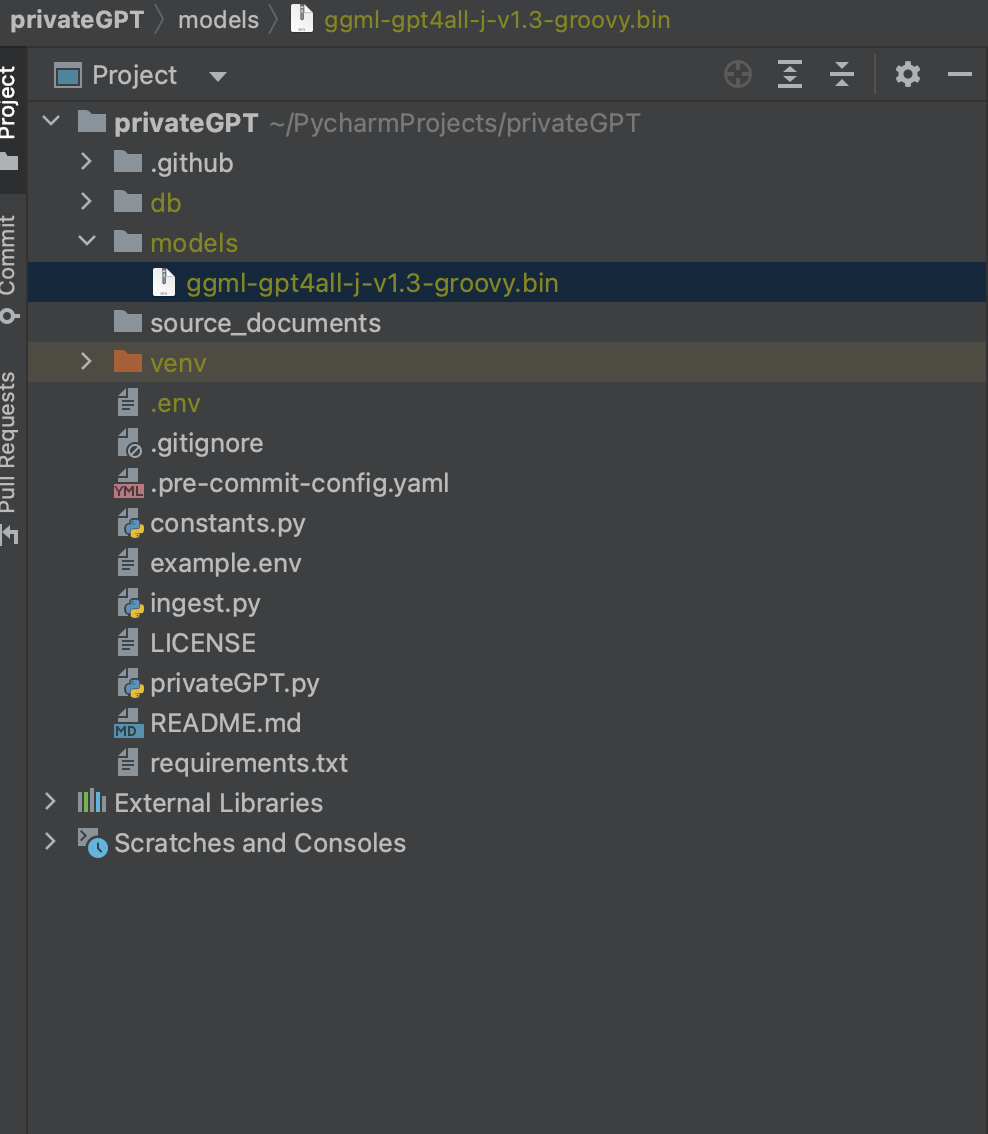 privateGPT models ggml-gpt4all-j-v1.3-groovy.bin
Project
Project
Commit
Pull Requests
privateGPT ~/PycharmProjects/privateGPT
.github
db
models
ggml-gpt4all-j-v1.3-groovy.bin
source_documents
venv
.env
.gitignore
YML .pre-commit-config.yaml
constants.py
example.env
ingest.py
LICENSE
privateGPT.py
MD README.md
requirements.txt
External Libraries
Scratches and Consoles